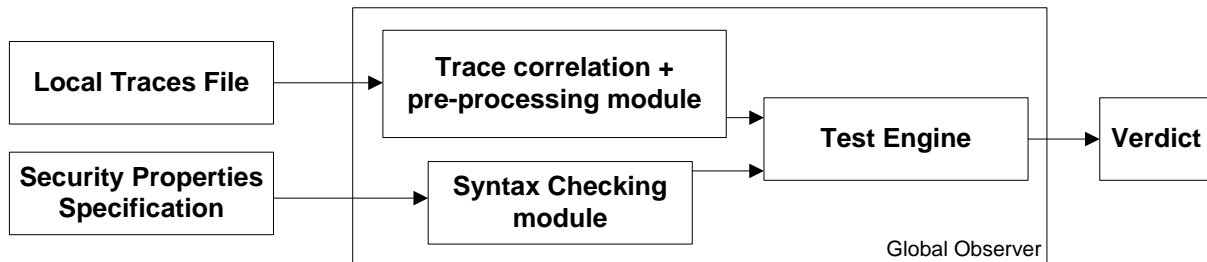 Local Traces File
Trace correlation +
pre-processing module
Test Engine
Verdict
Security Properties
Specification
Syntax Checking
module
Global Observer